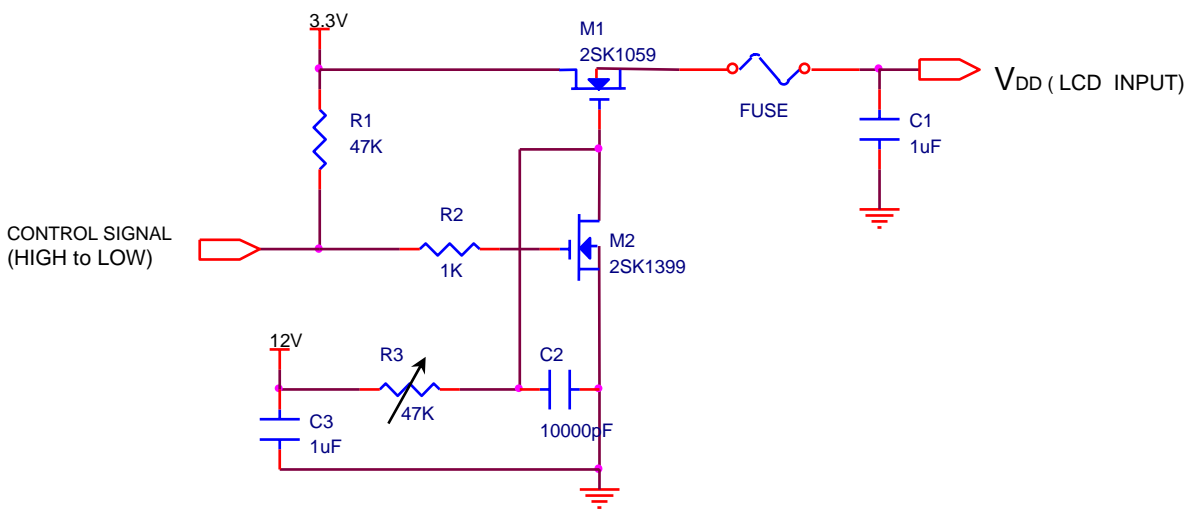 3.3V
M1
2SK1059
R1
47K
FUSE
VDD ( LCD INPUT)
C1
1uF
CONTROL SIGNAL
(HIGH to LOW)
R2
1K
M2
2SK1399
12V
R3
47K
C2
10000pF
C3
1uF